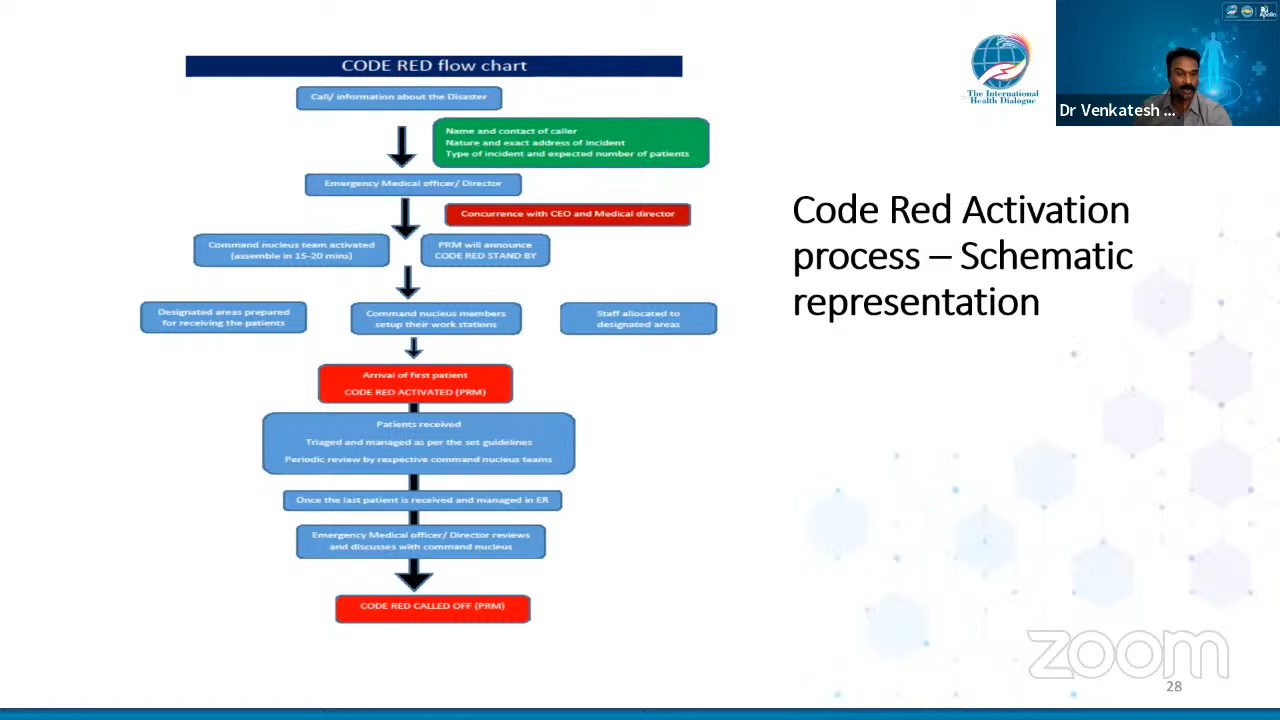 CODE RED flow chart
Call/ information about the Disaster
Name and contact of caller
Nature and exact address of incident
Type of incident and expected number of patients
Emergency Medical officer/ Director
Concurrence with CEO and Medical director
Command nucleus team activated
(assemble in 15-20 mins)
PRM will announce
CODE RED STAND BY
Designated areas prepared
for receiving the patients
Command nucleus members
setup their work stations
Staff allocated to
designated areas
Arrival of first patient
CODE RED ACTIVATED (PRM)
Patients received
Triaged and managed as per the set guidelines
Periodic review by respective command nucleus teams
Once the last patient is received and managed in ER
Emergency Medical officer/ Director reviews
and discusses with command nucleus
CODE RED CALLED OFF (PRM)
The International
Health Dialogue
Apollo
Dr Venkatesh ...
Code Red Activation
process – Schematic
representation
zoom
28